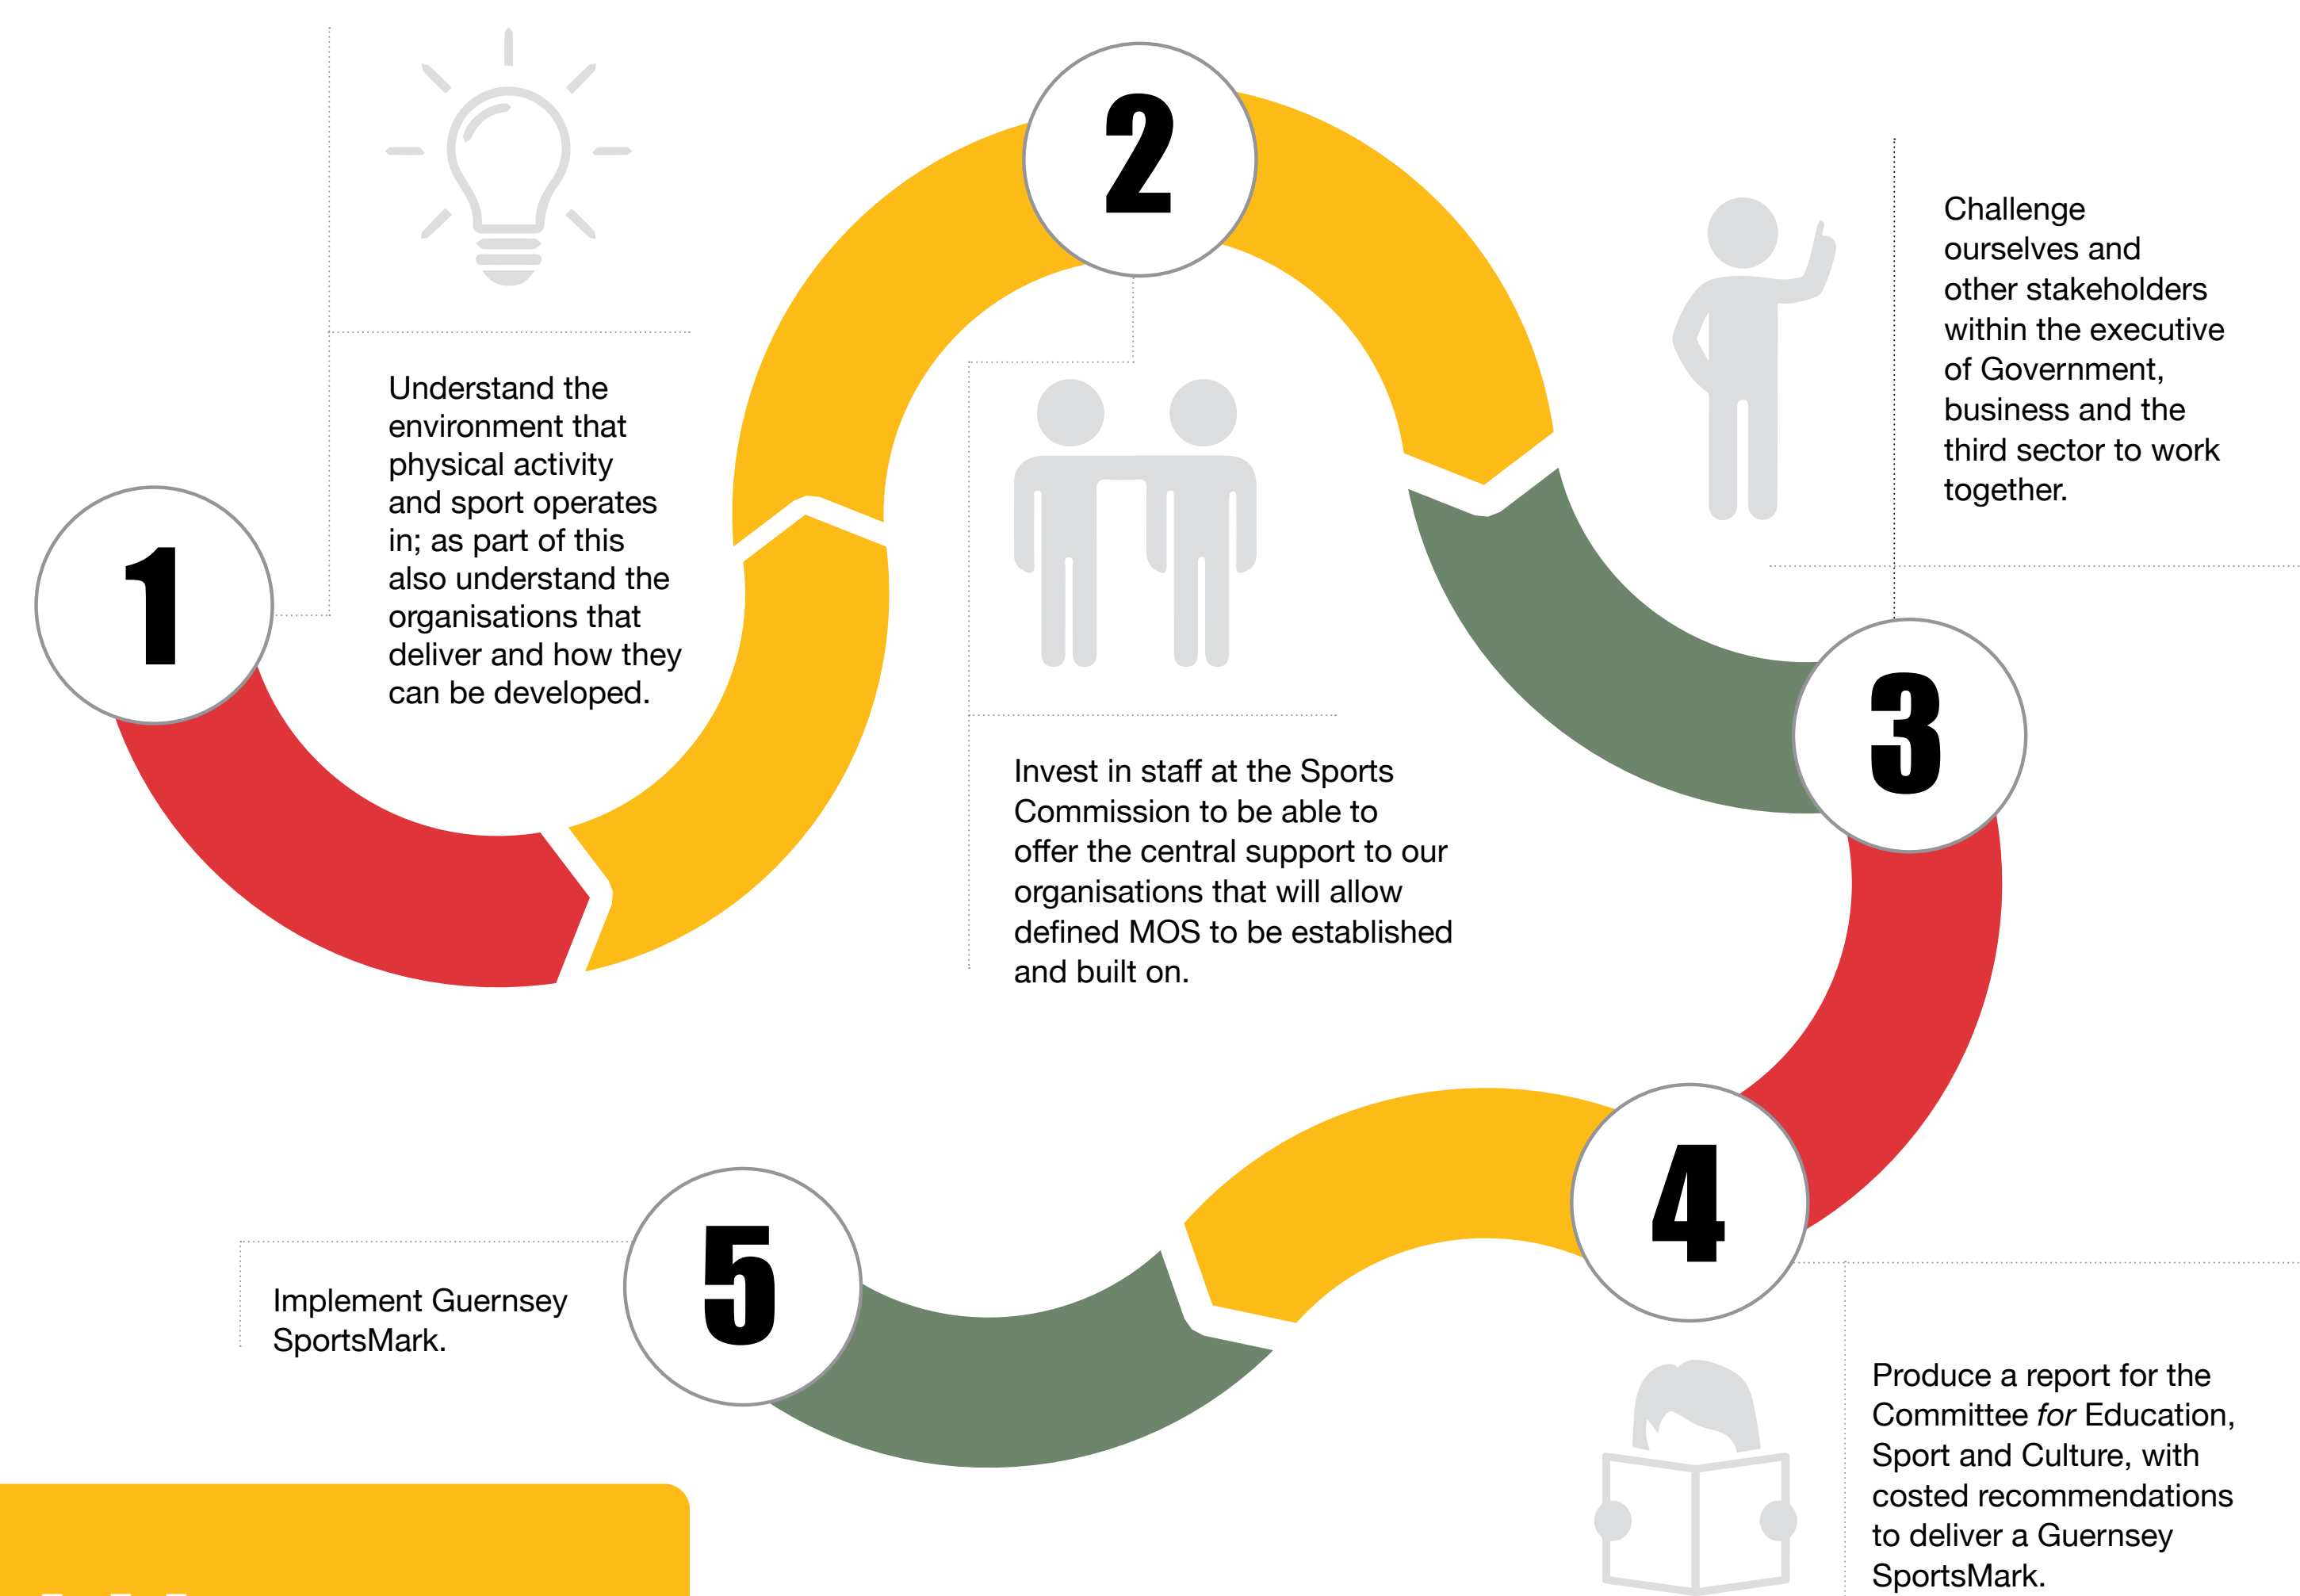 1
Understand the
environment that
physical activity
and sport operates
in; as part of this
also understand the
organisations that
deliver and how they
can be developed.
2
Invest in staff at the Sports
Commission to be able to
offer the central support to our
organisations that will allow
defined MOS to be established
and built on.
Challenge
ourselves and
other stakeholders
within the executive
of Government,
business and the
third sector to work
together.
3
4
Produce a report for the
Committee for Education,
Sport and Culture, with
costed recommendations
to deliver a Guernsey
SportsMark.
5
Implement Guernsey
SportsMark.